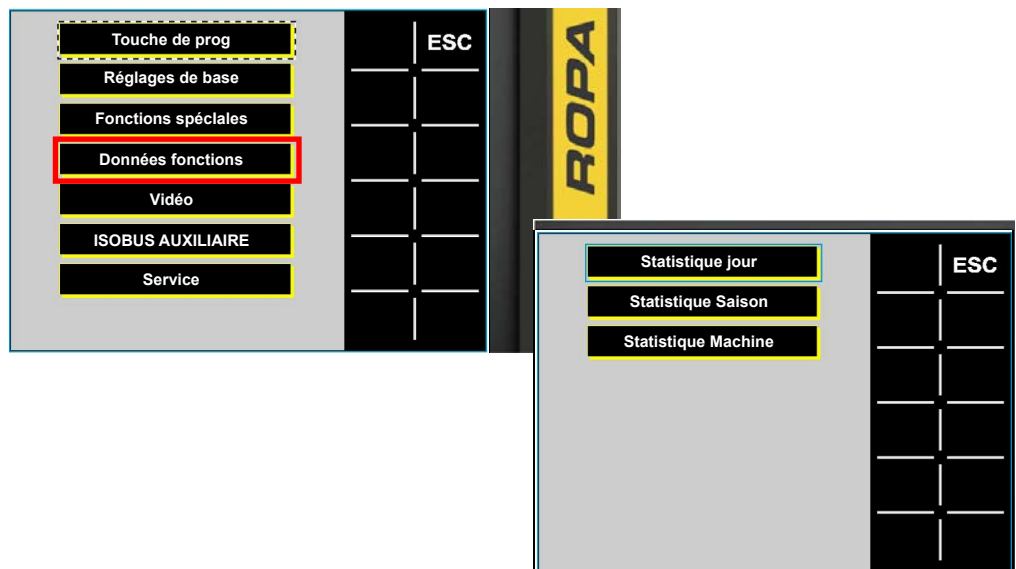 Touche de prog
ESC
Réglages de base
Fonctions spéclales
Données fonctions
Vidéo
ISOBUS AUXILIAIRE
Service
ROPA
Statistique jour
ESC
Statistique Saison
Statistique Machine